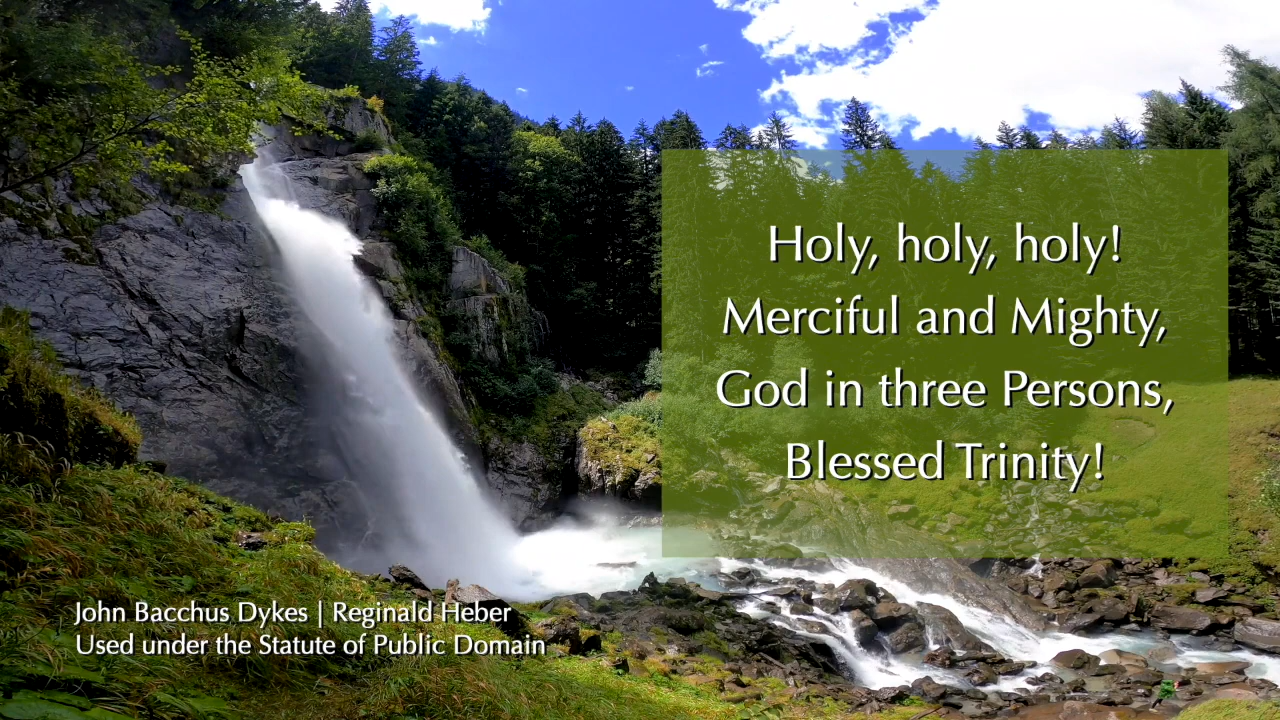 Holy, holy, holy!
Merciful and Mighty,
God in three Persons,
Blessed Trinity!
John Bacchus Dykes | Reginald Heber
Used under the Statute of Public Domain